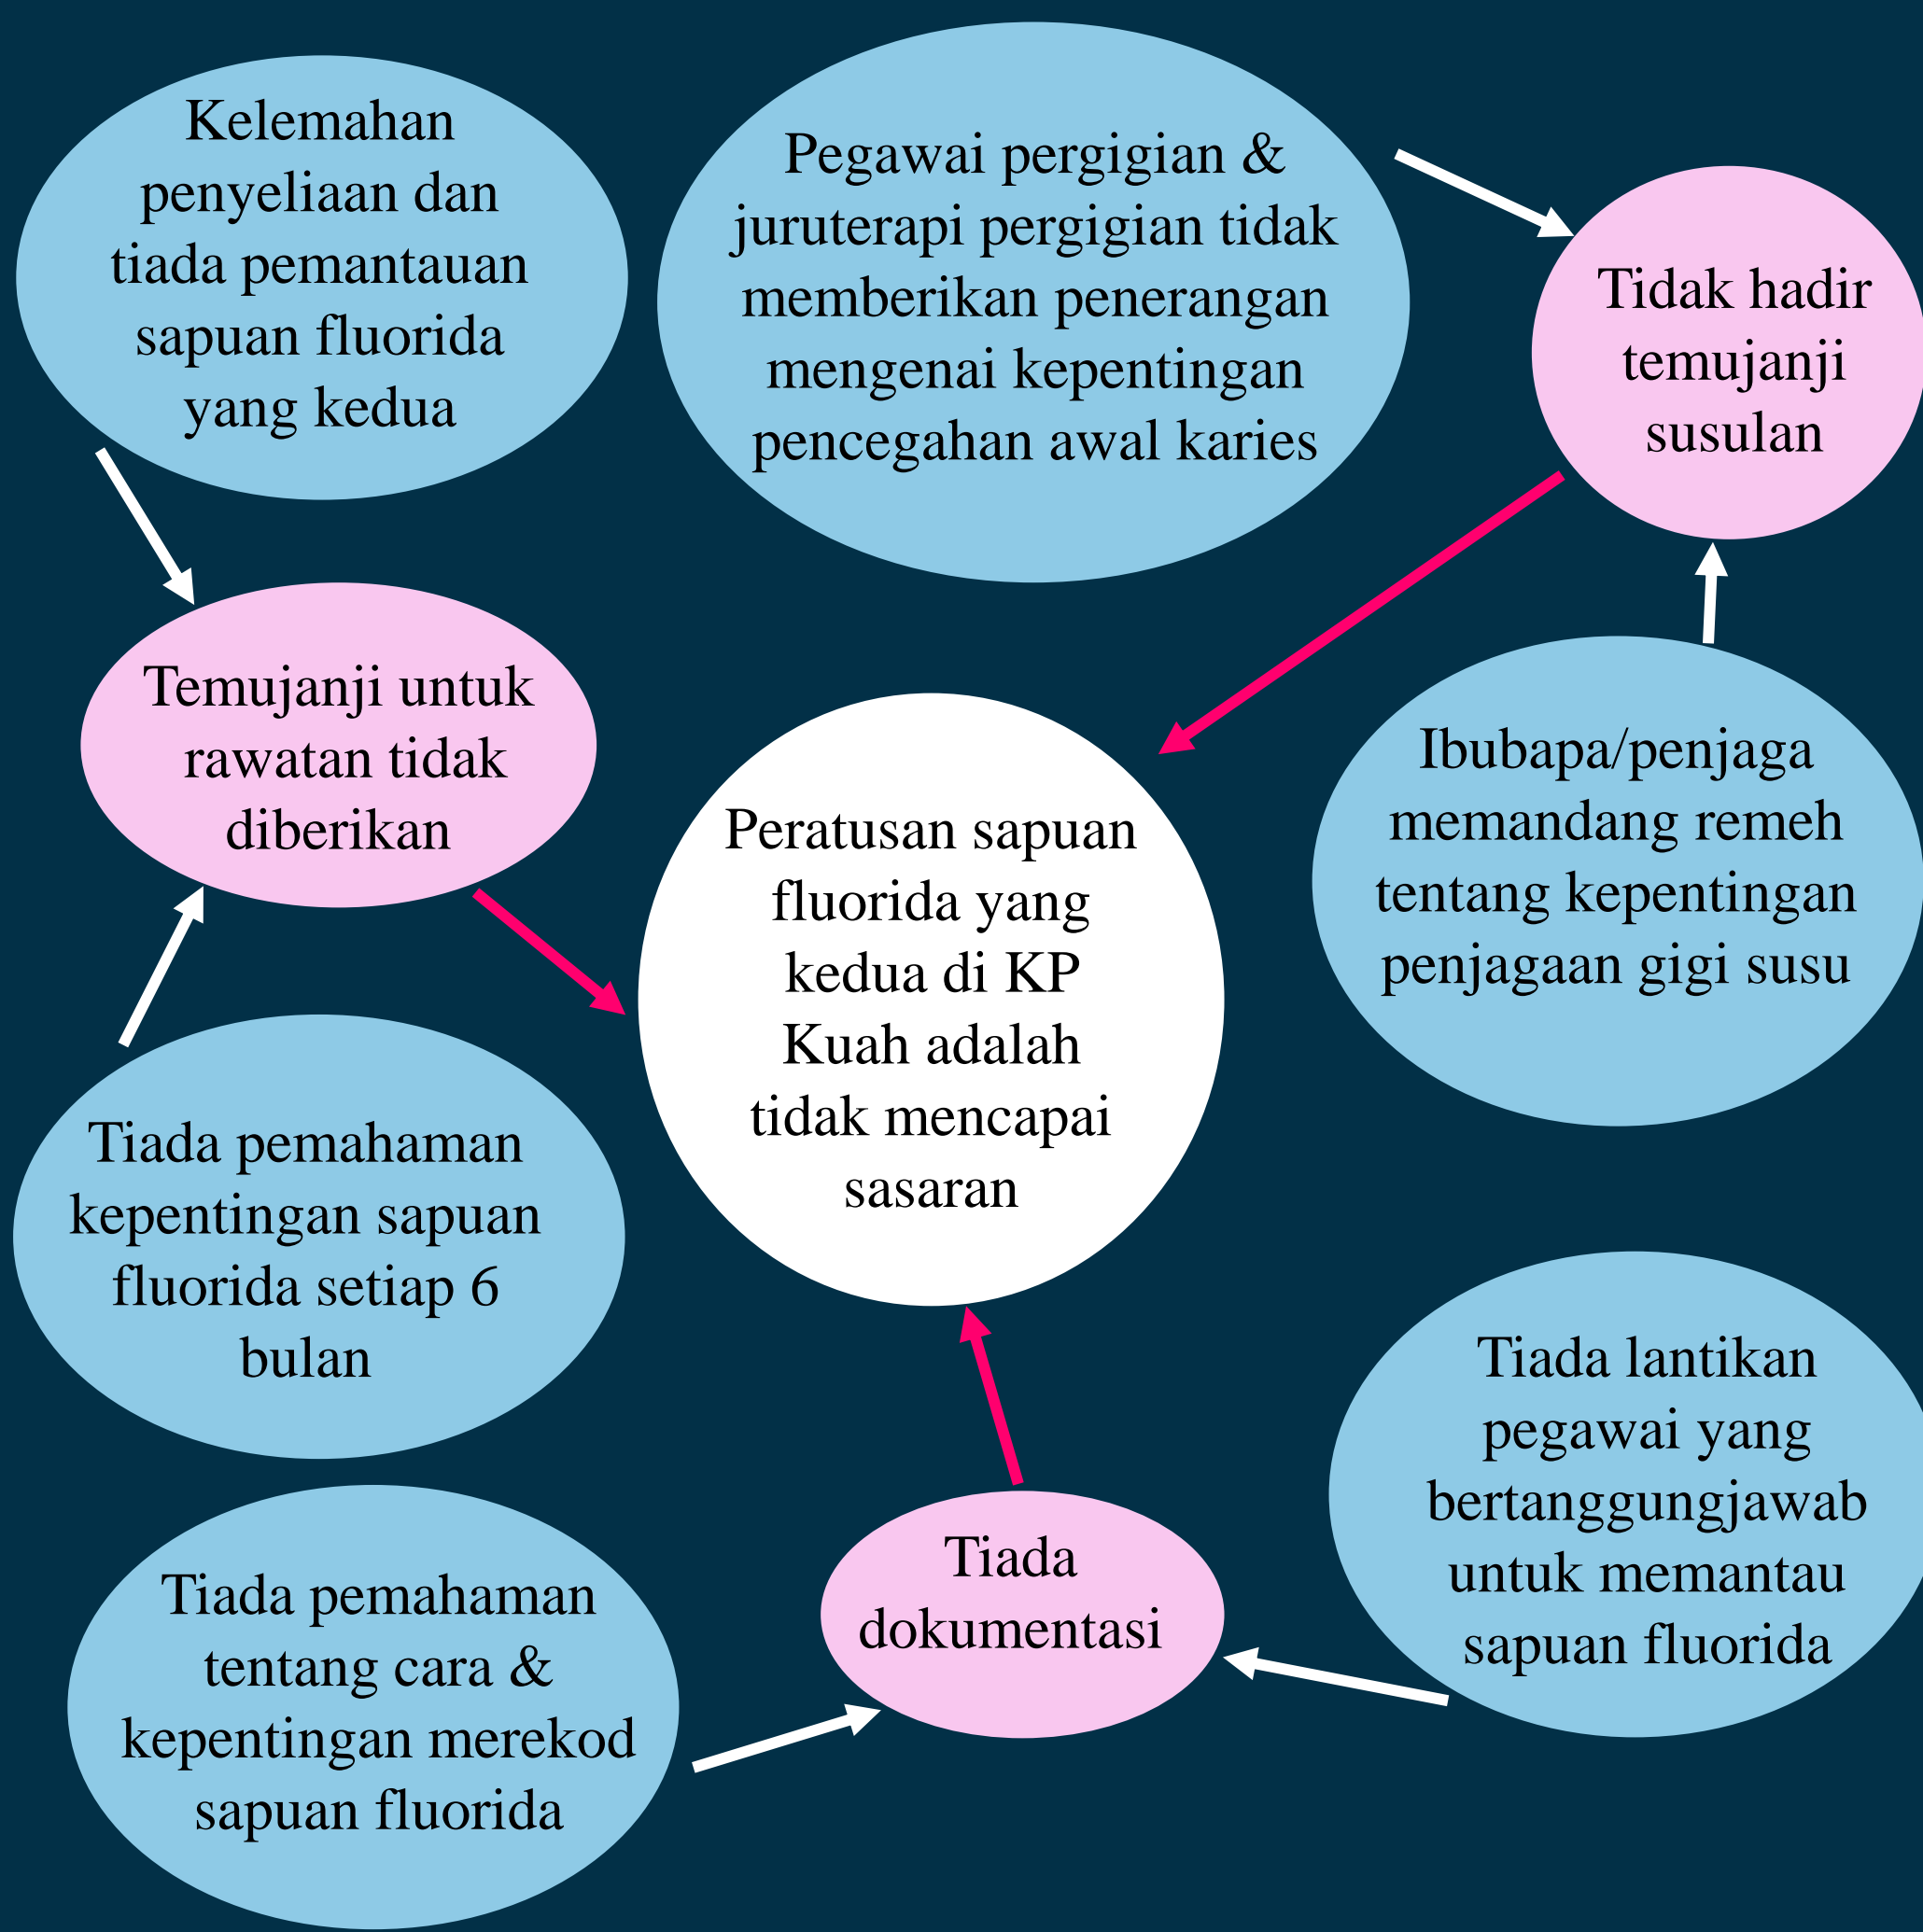 Kelemahan
penyeliaan dan
tiada pemantauan
sapuan fluorida
yang kedua
Pegawai pergigian &
juruterapi pergigian tidak
memberikan penerangan
mengenai kepentingan
pencegahan awal karies
Tidak hadir
temujanji
susulan
Temujanji untuk
rawatan tidak
diberikan
Peratusan sapuan
fluorida yang
kedua di KP
Kuah adalah
tidak mencapai
sasaran
Ibubapa/penjaga
memandang remeh
tentang kepentingan
penjagaan gigi susu
Tiada pemahaman
kepentingan sapuan
fluorida setiap 6
bulan
Tiada lantikan
pegawai yang
bertanggungjawab
untuk memantau
sapuan fluorida
Tiada pemahaman
tentang cara &
kepentingan merekod
sapuan fluorida
Tiada
dokumentasi